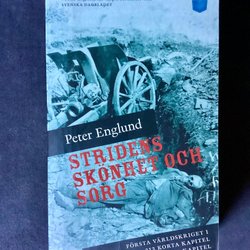 SVENSKA DAGBLADET
Peter Englund
STRIDENS
SKÖNHET OCH
SORG
FÖRSTA VÄRLDSKRIGET I
KORTA KAPITEL